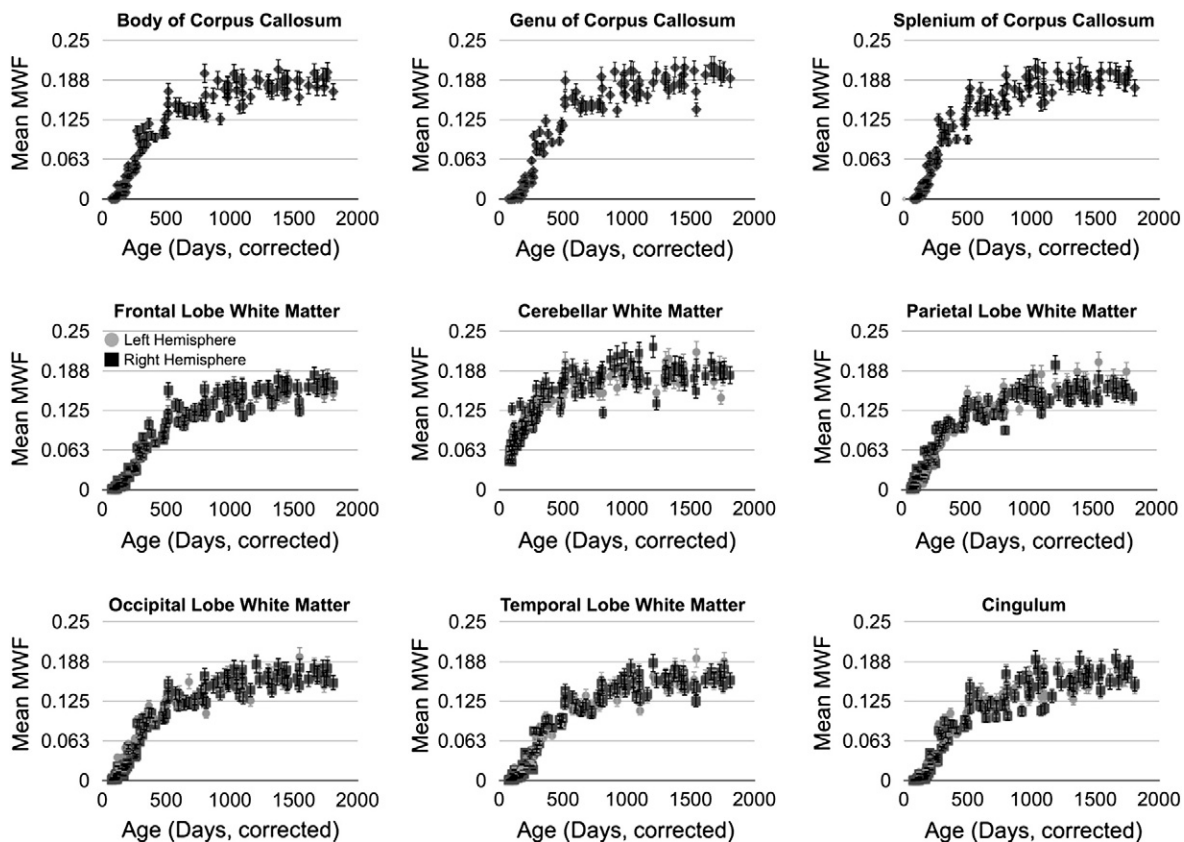 Body of Corpus Callosum
Genu of Corpus Callosum
Splenium of Corpus Callosum
Mean MWF
0.25
0.188
0.125
0.063
0
0 500 1000 1500 2000
Age (Days, corrected)
Mean MWF
0.25
0.188
0.125
0.063
0
0 500 1000 1500 2000
Age (Days, corrected)
Mean MWF
0.25
0.188
0.125
0.063
0
0 500 1000 1500 2000
Age (Days, corrected)
Frontal Lobe White Matter
Cerebellar White Matter
Parietal Lobe White Matter
Mean MWF
0.25
0.188
0.125
0.063
0
Left Hemisphere
Right Hemisphere
0 500 1000 1500 2000
Age (Days, corrected)
Mean MWF
0.25
0.188
0.125
0.063
0
0 500 1000 1500 2000
Age (Days, corrected)
Mean MWF
0.25
0.188
0.125
0.063
0
0 500 1000 1500 2000
Age (Days, corrected)
Occipital Lobe White Matter
Temporal Lobe White Matter
Cingulum
Mean MWF
0.25
0.188
0.125
0.063
0
0 500 1000 1500 2000
Age (Days, corrected)
Mean MWF
0.25
0.188
0.125
0.063
0
0 500 1000 1500 2000
Age (Days, corrected)
Mean MWF
0.25
0.188
0.125
0.063
0
0 500 1000 1500 2000
Age (Days, corrected)